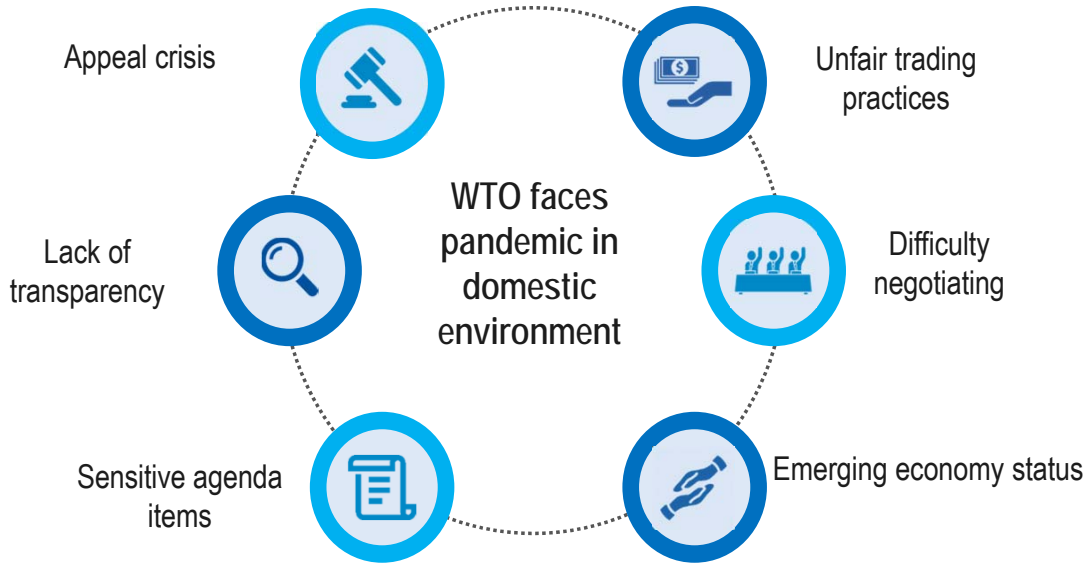 Appeal crisis
Unfair trading
practices
WTO faces
pandemic in
domestic
environment
Lack of
transparency
Difficulty
negotiating
Sensitive agenda
items
Emerging economy status
$